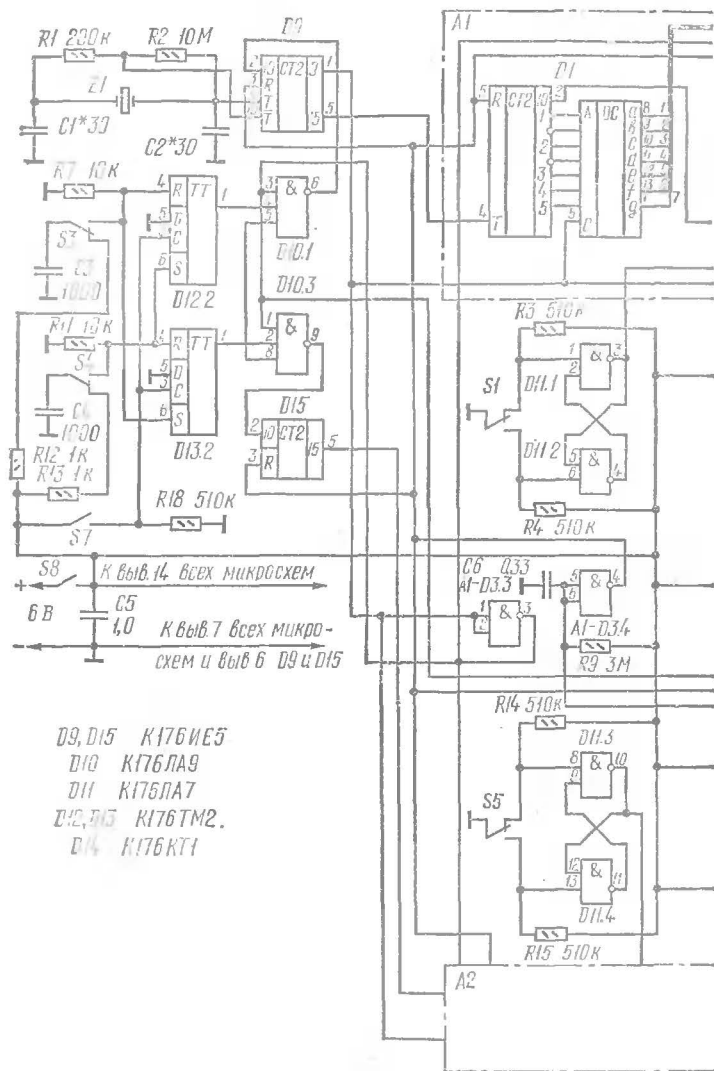 R1 200к
R2 10М
D9
A1
СТ2
R
T
D1
R
СТ2
T
DC
A
a
c
d
e
f
g
C
7
C1*30
C2*30
R7 10к
S3
1000
R
TT
C
S
D12.2
&
D10.1
D10.3
&
R11 10к
S4
C4
1000
R
TT
D
C
S
D13.2
D15
СТ2
R
R12 1к
R13 1к
R18 510к
S7
R3 510к
S1
&
D11.1
D11.2
&
R4 510к
S8
6 В
К выв.14 всех микросхем
C5
1,0
К выв.7 всех микро-
схем и выв 6 D9 и D15
C6 0,33
A1-D3.3
&
&
A1-D3.4
R9 3М
R14 510к
D11.3
&
S5
&
D11.4
R15 510к
A2
D9, D15 К176ИЕ5
D10 К176ЛА9
D11 К176ЛА7
D12, D13 К176ТМ2.
D14 К176КТ1